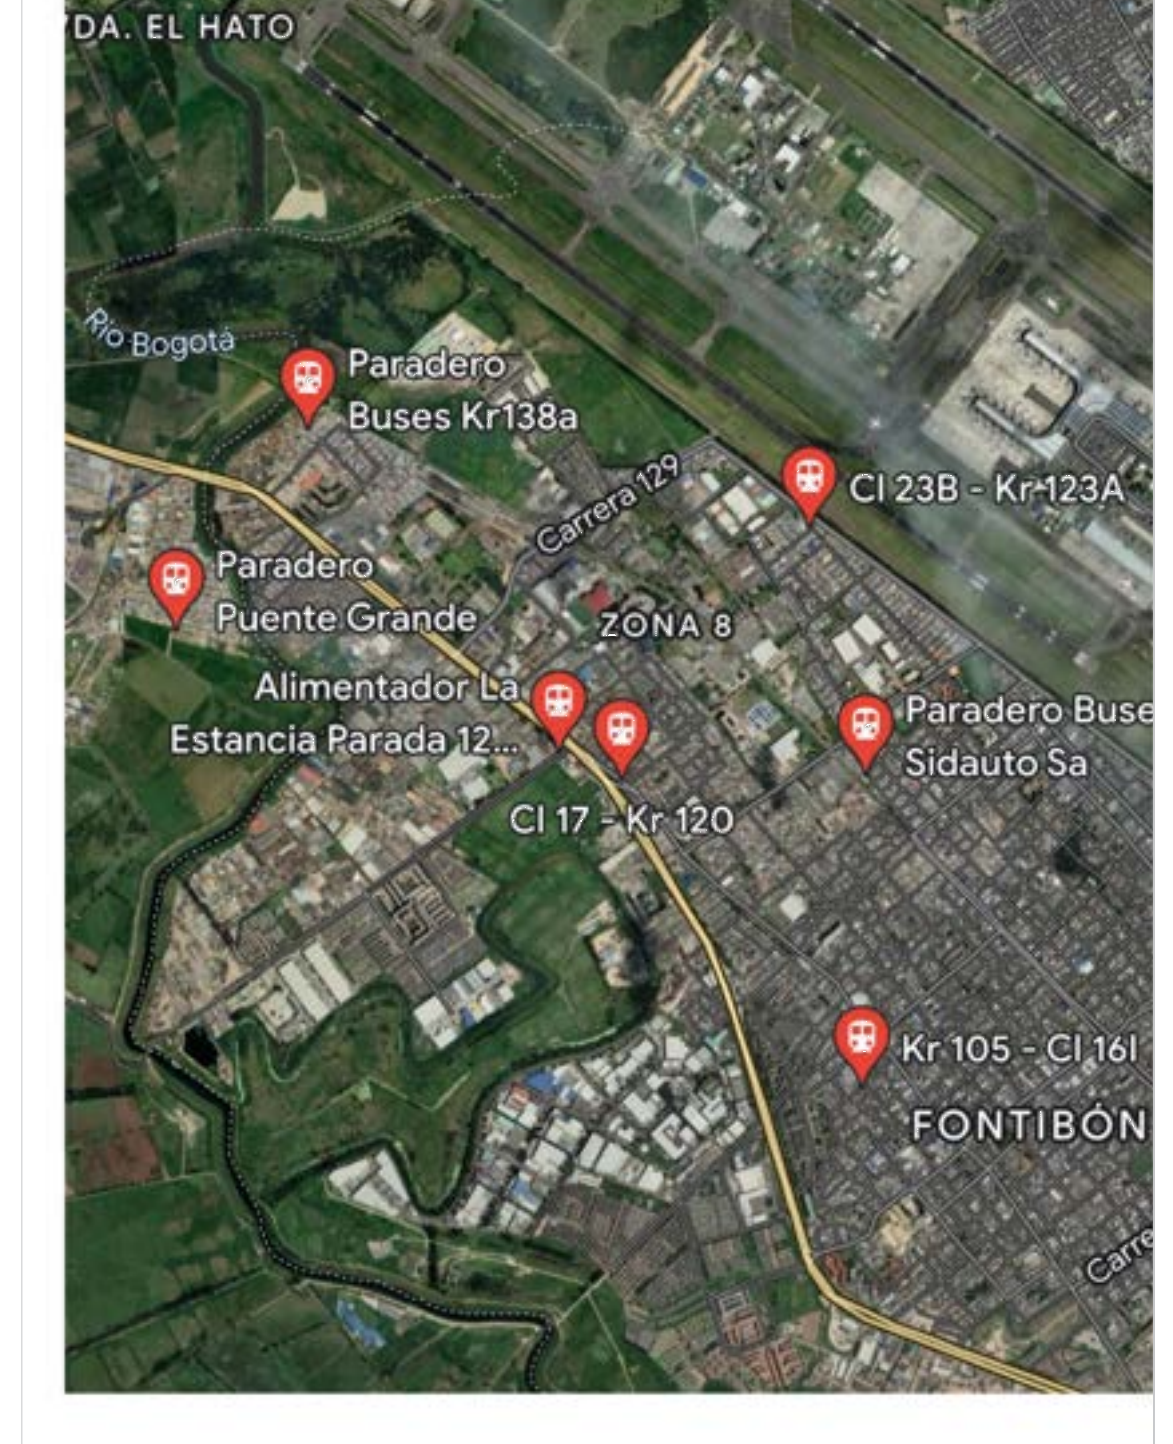 VDA. EL HATO
Río Bogotá
Paradero
Buses Kr138a
Carrera 129
Cl 23B - Kr 123A
Paradero
Puente Grande
ZONA 8
Alimentador La
Estancia Parada 12...
Paradero Buse
Sidauto Sa
Cl 17 - Kr 120
Kr 105 - Cl 16I
FONTIBÓN
Carre